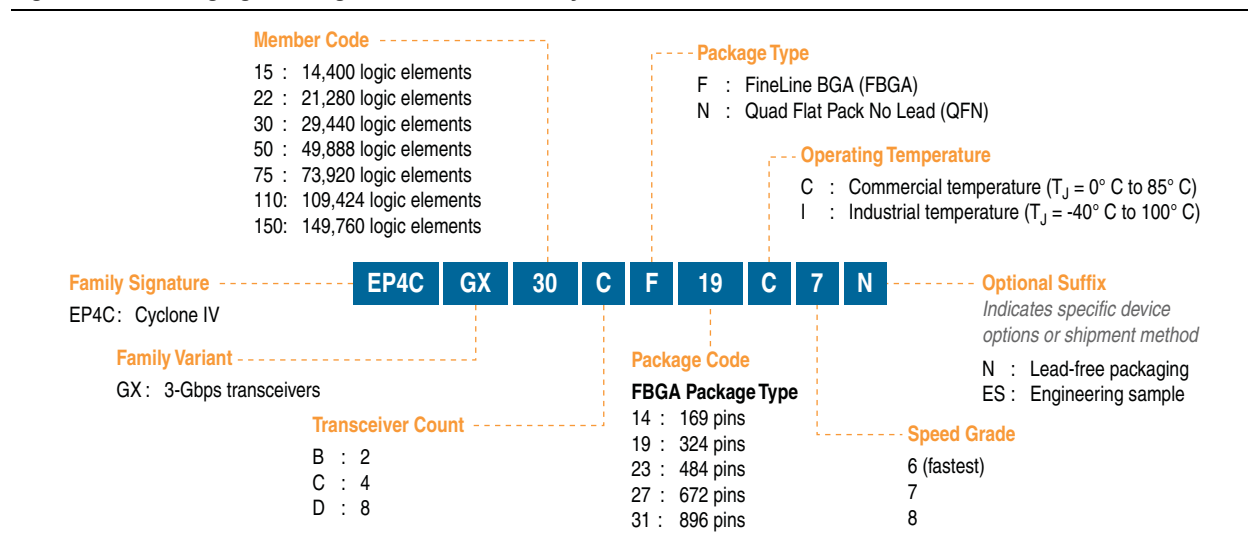 Member Code
15 : 14,400 logic elements
22 : 21,280 logic elements
30 : 29,440 logic elements
50 : 49,888 logic elements
75 : 73,920 logic elements
110: 109,424 logic elements
150: 149,760 logic elements
Package Type
F : FineLine BGA (FBGA)
N : Quad Flat Pack No Lead (QFN)
Operating Temperature
C : Commercial temperature (TJ = 0° C to 85° C)
I : Industrial temperature (TJ = -40° C to 100° C)
Family Signature
EP4C: Cyclone IV
EP4C GX 30 C F 19 C 7 N
Optional Suffix
Indicates specific device
options or shipment method
N : Lead-free packaging
ES : Engineering sample
Family Variant
GX : 3-Gbps transceivers
Transceiver Count
B : 2
C : 4
D : 8
Package Code
FBGA Package Type
14 : 169 pins
19 : 324 pins
23 : 484 pins
27 : 672 pins
31 : 896 pins
Speed Grade
6 (fastest)
7
8